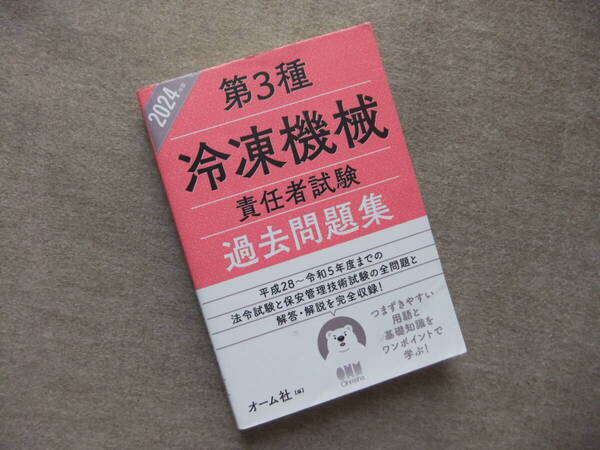 2024年版
第3種
冷凍機械
責任者試験
過去問題集
平成28～令和5年度までの
法令試験と保安管理技術試験の全問題と
解答・解説を完全収録!
つまずきやすい
用語と
基礎知識を
ワンポイントで
学ぶ!
OHM
Ohmsha
オーム社[編]